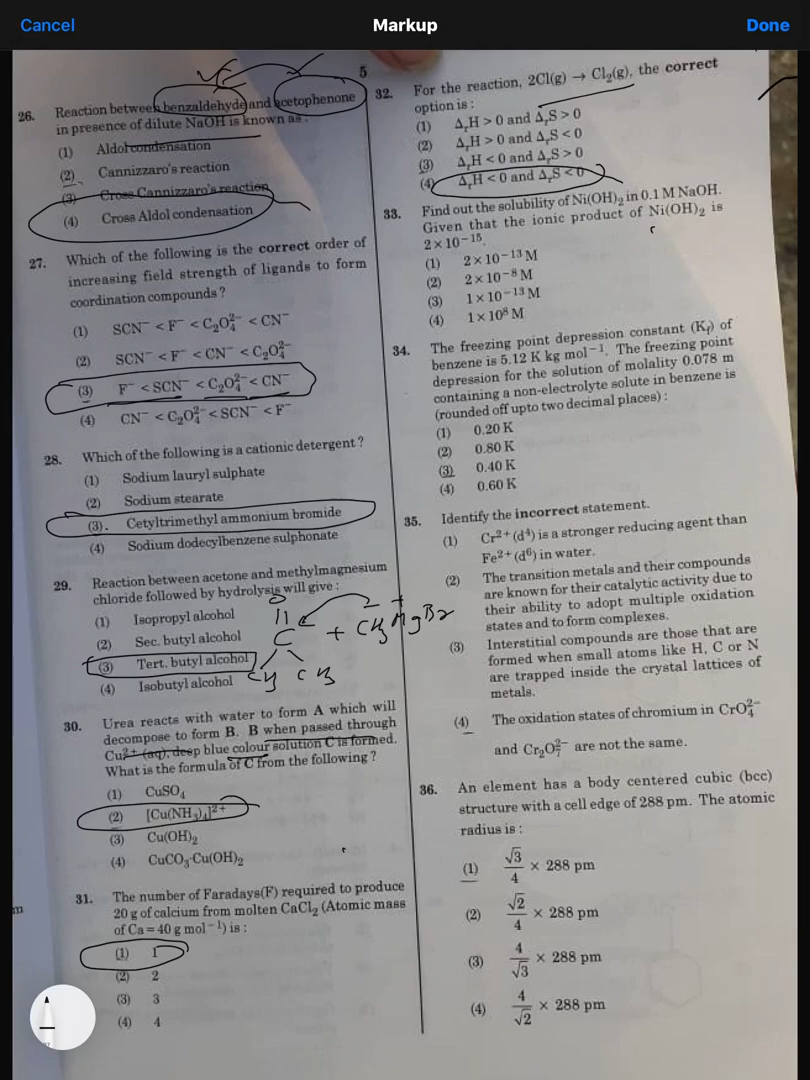 Cancel
Markup
Done
5
26. Reaction between benzaldehyde and acetophenone
in presence of dilute NaOH is known as :
(1) Aldol condensation
(2) Cannizzaro's reaction
(3) Cross Cannizzaro's reaction
(4) Cross Aldol condensation
27. Which of the following is the correct order of
increasing field strength of ligands to form
coordination compounds ?
(1) SCN⁻ < F⁻ < C₂O₄²⁻ < CN⁻
(2) SCN⁻ < F⁻ < CN⁻ < C₂O₄²⁻
(3) F⁻ < SCN⁻ < C₂O₄²⁻ < CN⁻
(4) CN⁻ < C₂O₄²⁻ < SCN⁻ < F⁻
28. Which of the following is a cationic detergent ?
(1) Sodium lauryl sulphate
(2) Sodium stearate
(3) Cetyltrimethyl ammonium bromide
(4) Sodium dodecylbenzene sulphonate
29. Reaction between acetone and methylmagnesium
chloride followed by hydrolysis will give :
(1) Isopropyl alcohol
(2) Sec. butyl alcohol
(3) Tert. butyl alcohol
(4) Isobutyl alcohol
O
C + CH₃MgBr
CH₃ CH₃
30. Urea reacts with water to form A which will
decompose to form B. B when passed through
Cu²⁺ (aq), deep blue colour solution C is formed.
What is the formula of C from the following ?
(1) CuSO₄
(2) [Cu(NH₃)₄]²⁺
(3) Cu(OH)₂
(4) CuCO₃·Cu(OH)₂
31. The number of Faradays(F) required to produce
20 g of calcium from molten CaCl₂ (Atomic mass
of Ca = 40 g mol⁻¹) is :
(1) 1
(2) 2
(3) 3
(4) 4
32. For the reaction, 2Cl(g) → Cl₂(g), the correct
option is :
(1) ΔᵣH > 0 and ΔᵣS > 0
(2) ΔᵣH > 0 and ΔᵣS < 0
(3) ΔᵣH < 0 and ΔᵣS > 0
(4) ΔᵣH < 0 and ΔᵣS < 0
33. Find out the solubility of Ni(OH)₂ in 0.1 M NaOH.
Given that the ionic product of Ni(OH)₂ is
2 × 10⁻¹⁵.
(1) 2 × 10⁻¹³ M
(2) 2 × 10⁻⁸ M
(3) 1 × 10⁻¹³ M
(4) 1 × 10⁸ M
34. The freezing point depression constant (K_f) of
benzene is 5.12 K kg mol⁻¹. The freezing point
depression for the solution of molality 0.078 m
containing a non-electrolyte solute in benzene is
(rounded off upto two decimal places) :
(1) 0.20 K
(2) 0.80 K
(3) 0.40 K
(4) 0.60 K
35. Identify the incorrect statement.
(1) Cr²⁺ (d⁴) is a stronger reducing agent than
Fe²⁺ (d⁶) in water.
(2) The transition metals and their compounds
are known for their catalytic activity due to
their ability to adopt multiple oxidation
states and to form complexes.
(3) Interstitial compounds are those that are
formed when small atoms like H, C or N
are trapped inside the crystal lattices of
metals.
(4) The oxidation states of chromium in CrO₄²⁻
and Cr₂O₇²⁻ are not the same.
36. An element has a body centered cubic (bcc)
structure with a cell edge of 288 pm. The atomic
radius is :
(1) √3/4 × 288 pm
(2) √2/4 × 288 pm
(3) 4/√3 × 288 pm
(4) 4/√2 × 288 pm